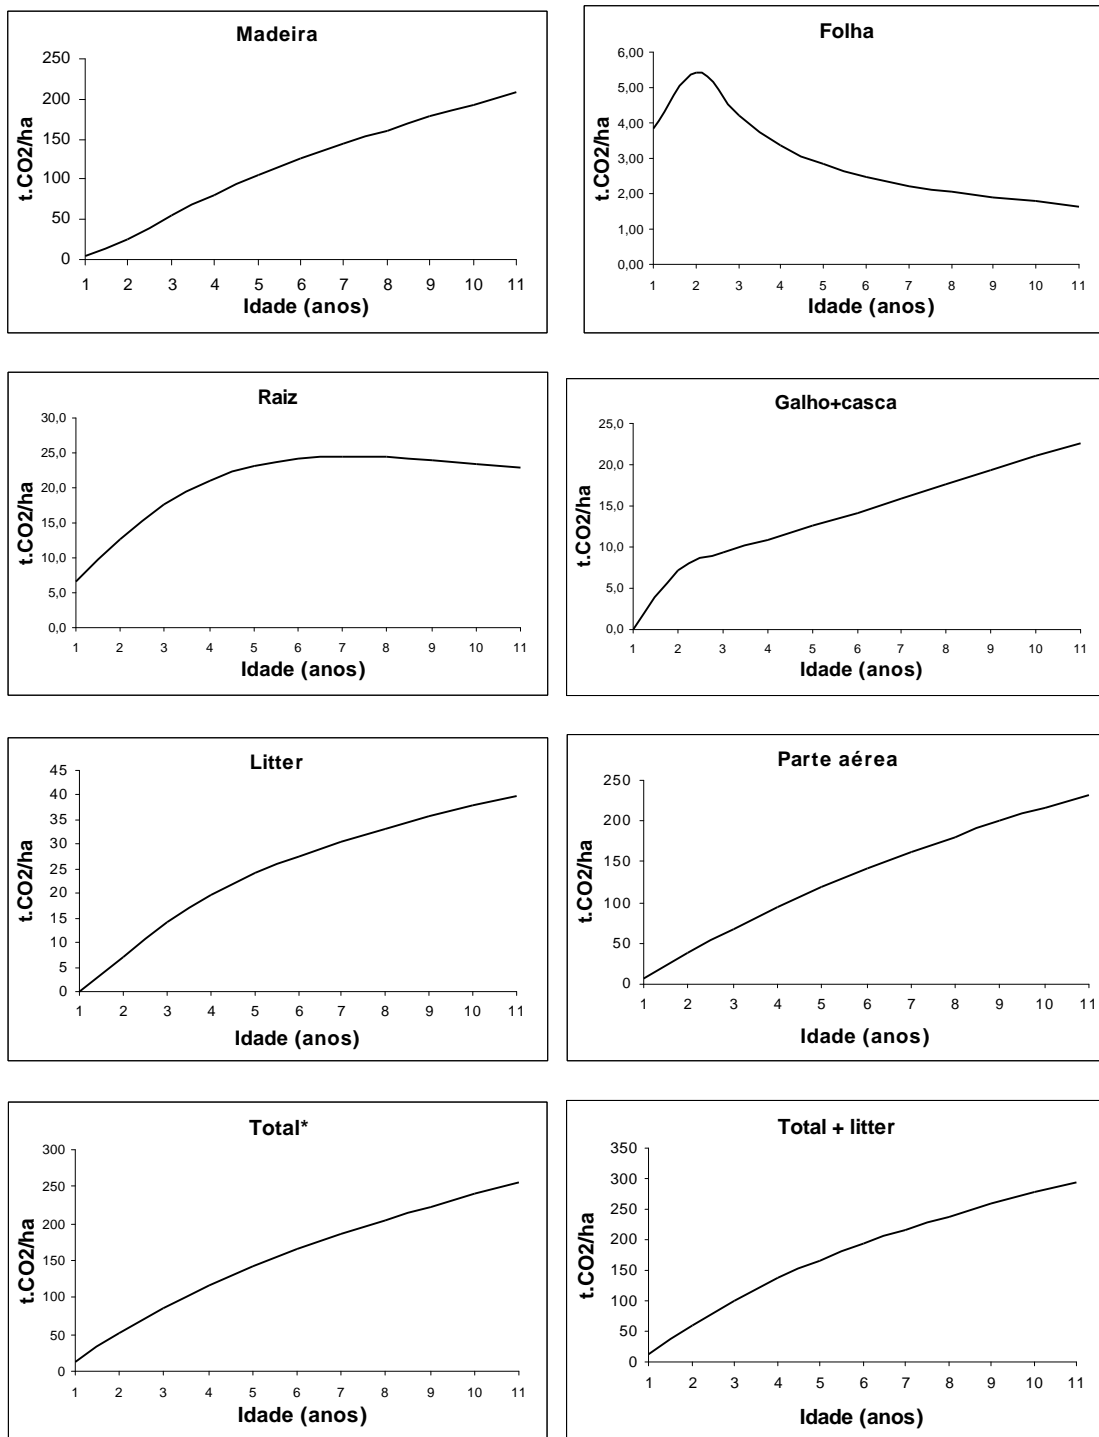 Madeira
250
200
150
100
50
0
t.CO2/ha
1 2 3 4 5 6 7 8 9 10 11
Idade (anos)
Folha
6,00
5,00
4,00
3,00
2,00
1,00
0,00
t.CO2/ha
1 2 3 4 5 6 7 8 9 10 11
Idade (anos)
Raiz
30,0
25,0
20,0
15,0
10,0
5,0
0,0
t.CO2/ha
1 2 3 4 5 6 7 8 9 10 11
Idade (anos)
Galho+casca
25,0
20,0
15,0
10,0
5,0
0,0
t.CO2/ha
1 2 3 4 5 6 7 8 9 10 11
Idade (anos)
Litter
45
40
35
30
25
20
15
10
5
0
t.CO2/ha
1 2 3 4 5 6 7 8 9 10 11
Idade (anos)
Parte aérea
250
200
150
100
50
0
t.CO2/ha
1 2 3 4 5 6 7 8 9 10 11
Idade (anos)
Total*
300
250
200
150
100
50
0
t.CO2/ha
1 2 3 4 5 6 7 8 9 10 11
Idade (anos)
Total + litter
350
300
250
200
150
100
50
0
t.CO2/ha
1 2 3 4 5 6 7 8 9 10 11
Idade (anos)